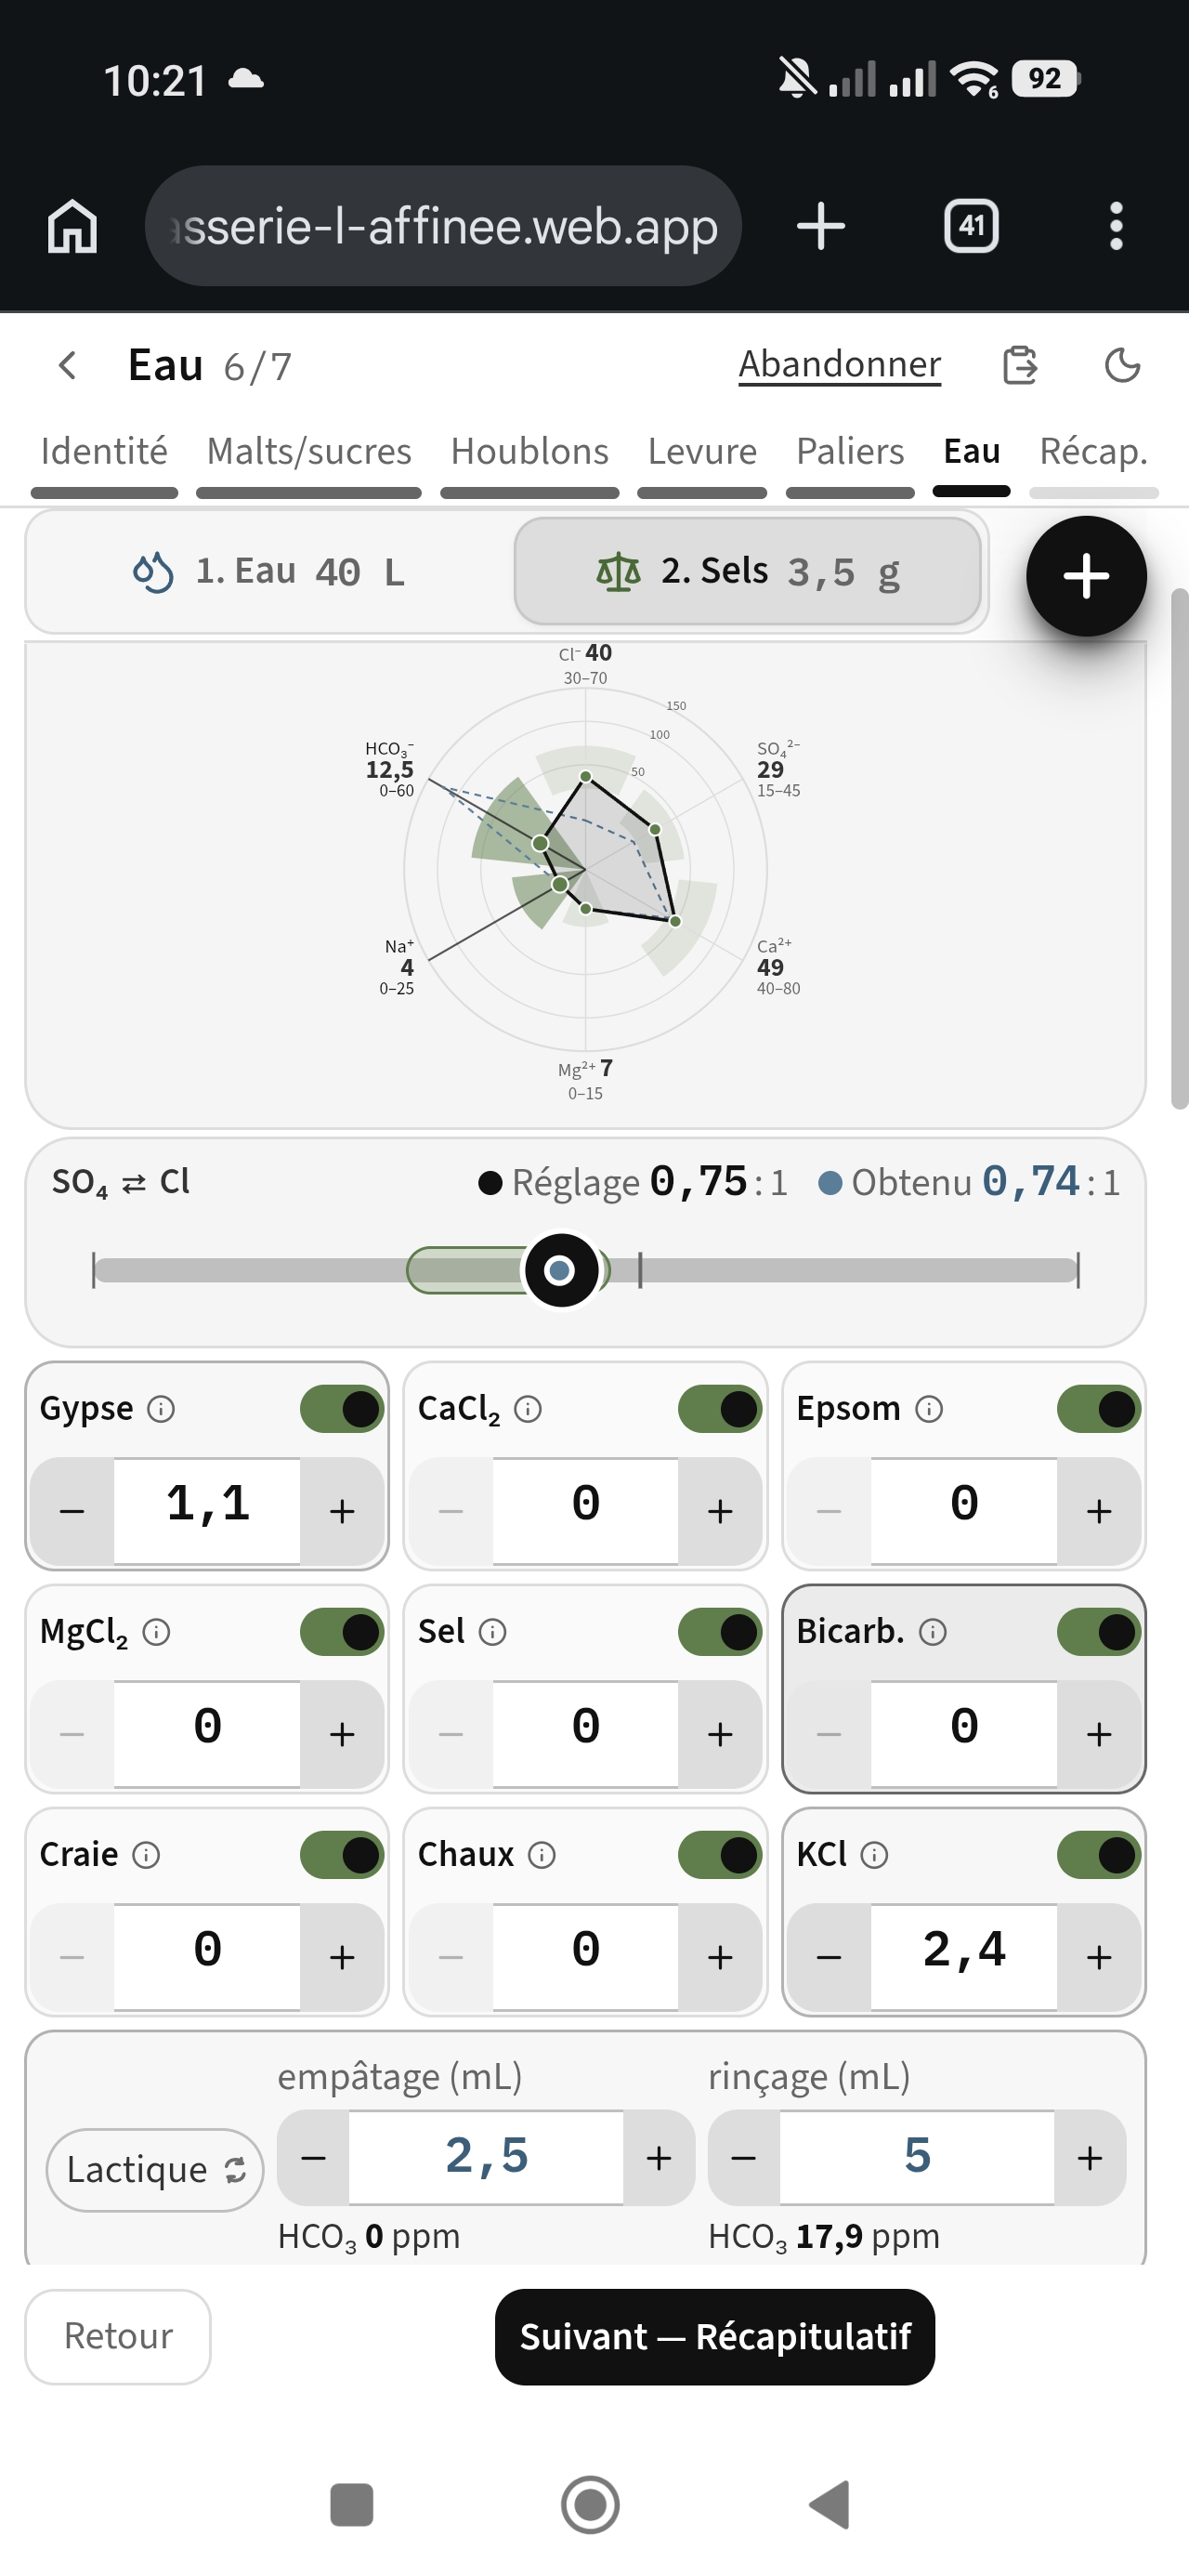 10:21
6
92
asserie-l-affinee.web.app
41
Eau 6/7
Abandonner
Identité Malts/sucres Houblons Levure Paliers Eau Récap.
1. Eau 40 L
2. Sels 3,5 g
Cl⁻ 40
30–70
150
100
50
HCO₃⁻
12,5
0–60
SO₄²⁻
29
15–45
Na⁺
4
0–25
Ca²⁺
49
40–80
Mg²⁺ 7
0–15
SO₄ ⇄ Cl
Réglage 0,75:1
Obtenu 0,74:1
Gypse CaCl₂ Epsom
− 1,1 + − 0 + − 0 +
MgCl₂ Sel Bicarb.
− 0 + − 0 + − 0 +
Craie Chaux KCl
− 0 + − 0 + − 2,4 +
empâtage (mL) rinçage (mL)
Lactique − 2,5 + − 5 +
HCO₃ 0 ppm HCO₃ 17,9 ppm
Retour
Suivant — Récapitulatif